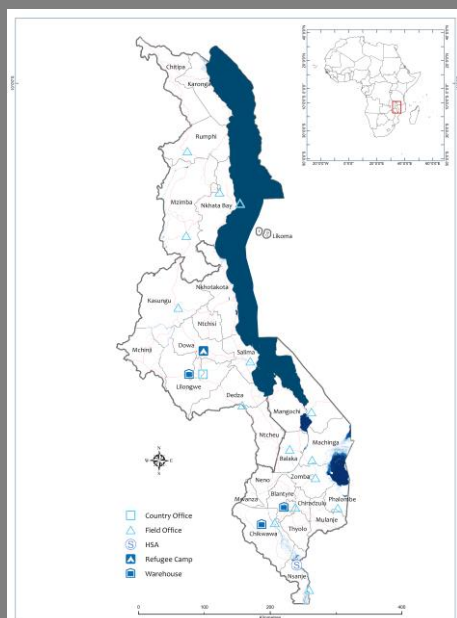 Chitipa
Karonga
Rumphi
Mzimba
Nkhata Bay
Likoma
Nkhotakota
Kasungu
Ntchisi
Mchinji
Dowa
Salima
Lilongwe
Dedza
Mangochi
Ntcheu
Machinga
Balaka
Zomba
Neno
Mwanza
Blantyre
Chiradzulu
Phalombe
Mulanje
Chikwawa
Thyolo
Nsanje
N
W
E
S
Country Office
Field Office
HSA
Refugee Camp
Warehouse
0
100
200
400